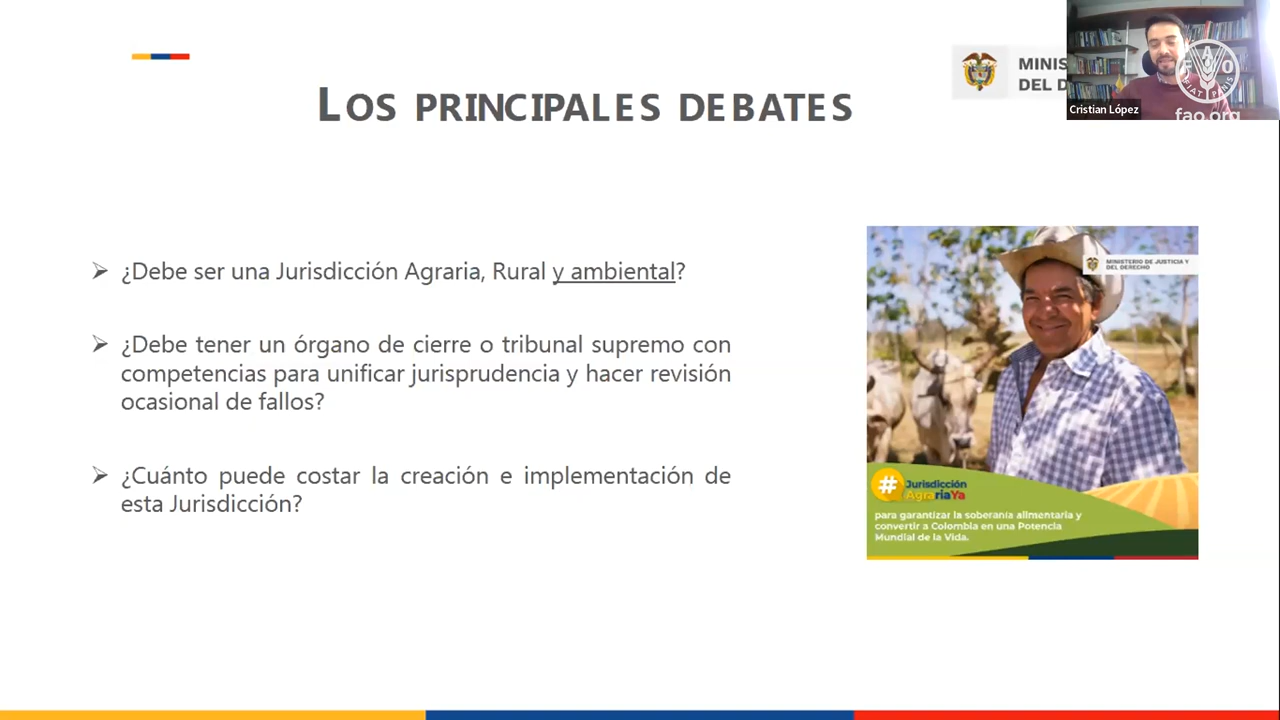 LOS PRINCIPALES DEBATES
MINIS
DEL D
Cristian López
FAO
FIAT PANIS
fao.org
➢ ¿Debe ser una Jurisdicción Agraria, Rural y ambiental?
➢ ¿Debe tener un órgano de cierre o tribunal supremo con
competencias para unificar jurisprudencia y hacer revisión
ocasional de fallos?
➢ ¿Cuánto puede costar la creación e implementación de
esta Jurisdicción?
MINISTERIO DE JUSTICIA Y
DEL DERECHO
# Jurisdicción
AgrariaYa
para garantizar la soberanía alimentaria y
convertir a Colombia en una Potencia
Mundial de la Vida.